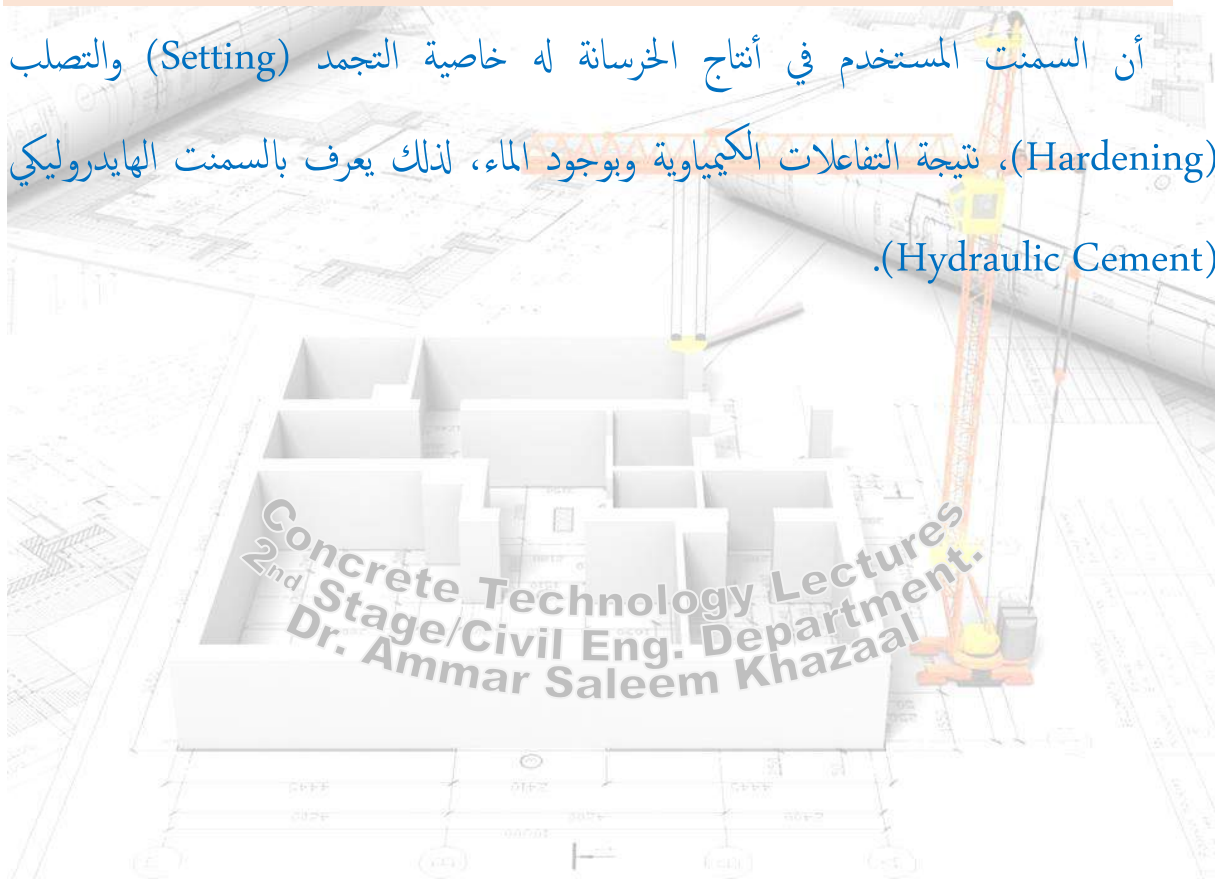 أن السمنت المستخدم في أنتاج الخرسانة له خاصية التجمد (Setting) والتصلب
(Hardening)، نتيجة التفاعلات الكيمياوية وبوجود الماء، لذلك يعرف بالسمنت الهايدروليكي
(Hydraulic Cement).
Concrete Technology Lectures
2nd Stage/Civil Eng. Department.
Dr. Ammar Saleem Khazaal